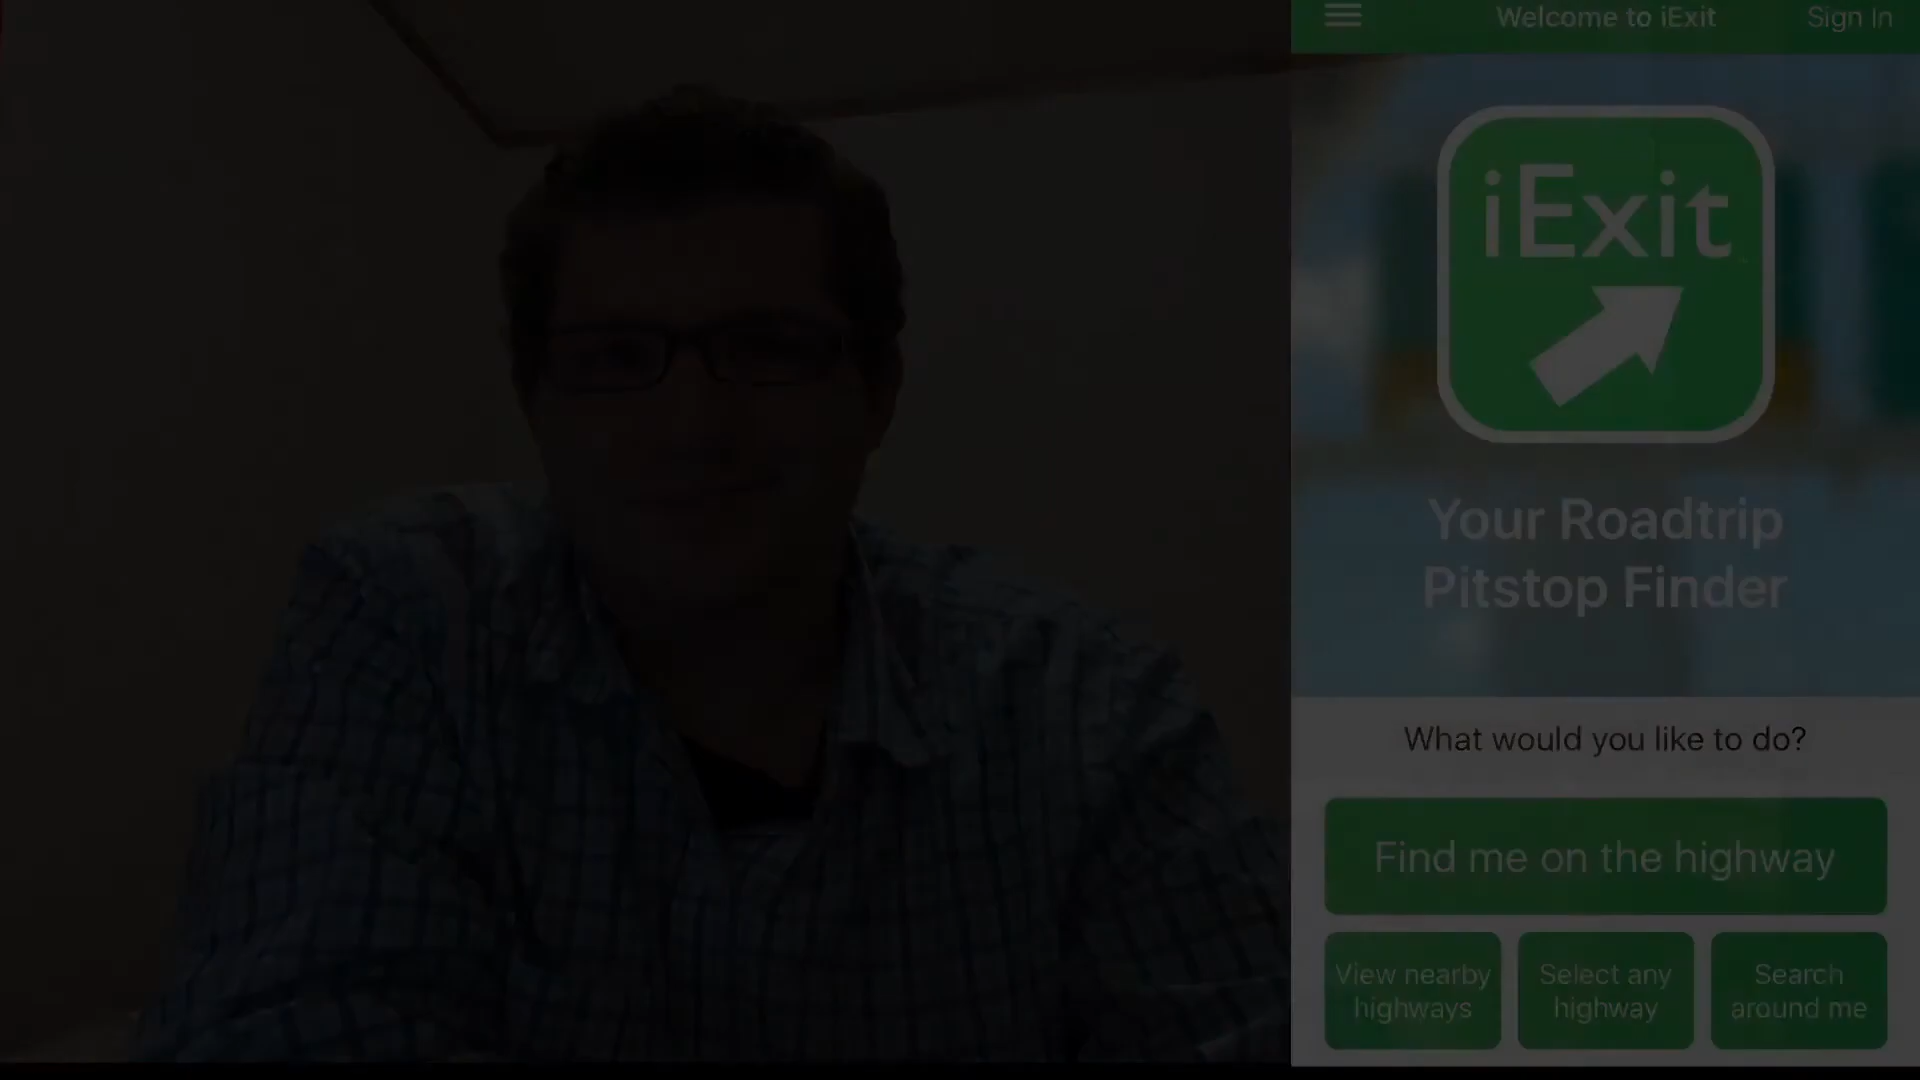 Welcome to iExit
Sign In
iExit
Your Roadtrip
Pitstop Finder
What would you like to do?
Find me on the highway
View nearby
highways
Select any
highway
Search
around me